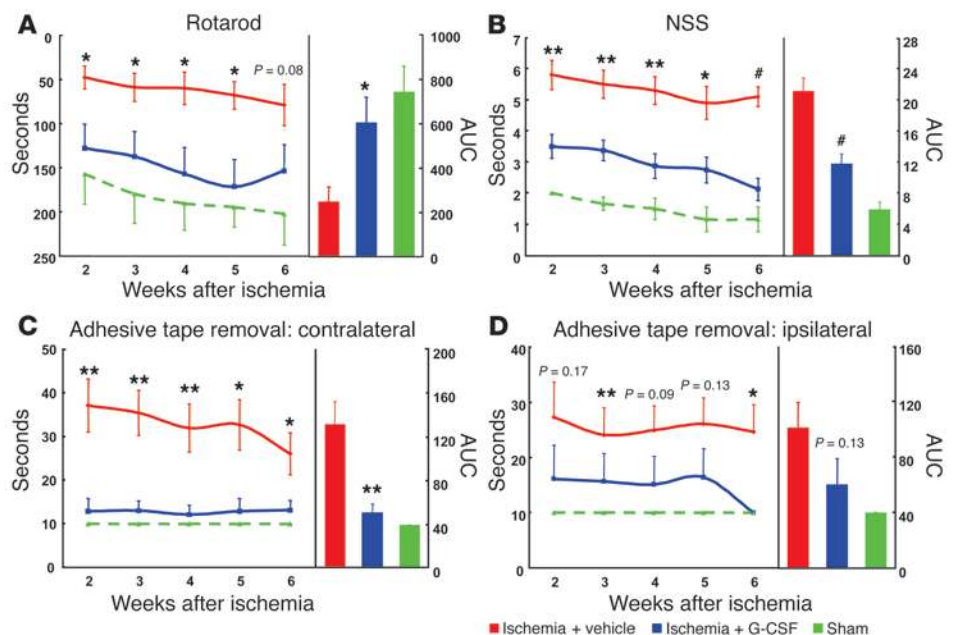 A Rotarod
Seconds
0
50
100
150
200
250
* * * * P = 0.08
2 3 4 5 6
Weeks after ischemia
*
1000
800
600
400
200
0
AUC
B NSS
Seconds
7
6
5
4
3
2
1
0
** ** ** * #
2 3 4 5 6
Weeks after ischemia
#
28
24
20
16
12
8
4
0
AUC
C Adhesive tape removal: contralateral
Seconds
50
40
30
20
10
0
** ** ** * *
2 3 4 5 6
Weeks after ischemia
**
200
160
120
80
40
0
AUC
D Adhesive tape removal: ipsilateral
Seconds
40
30
20
10
0
P = 0.17 ** P = 0.09 P = 0.13 *
2 3 4 5 6
Weeks after ischemia
P = 0.13
160
120
80
40
0
AUC
Ischemia + vehicle Ischemia + G-CSF Sham